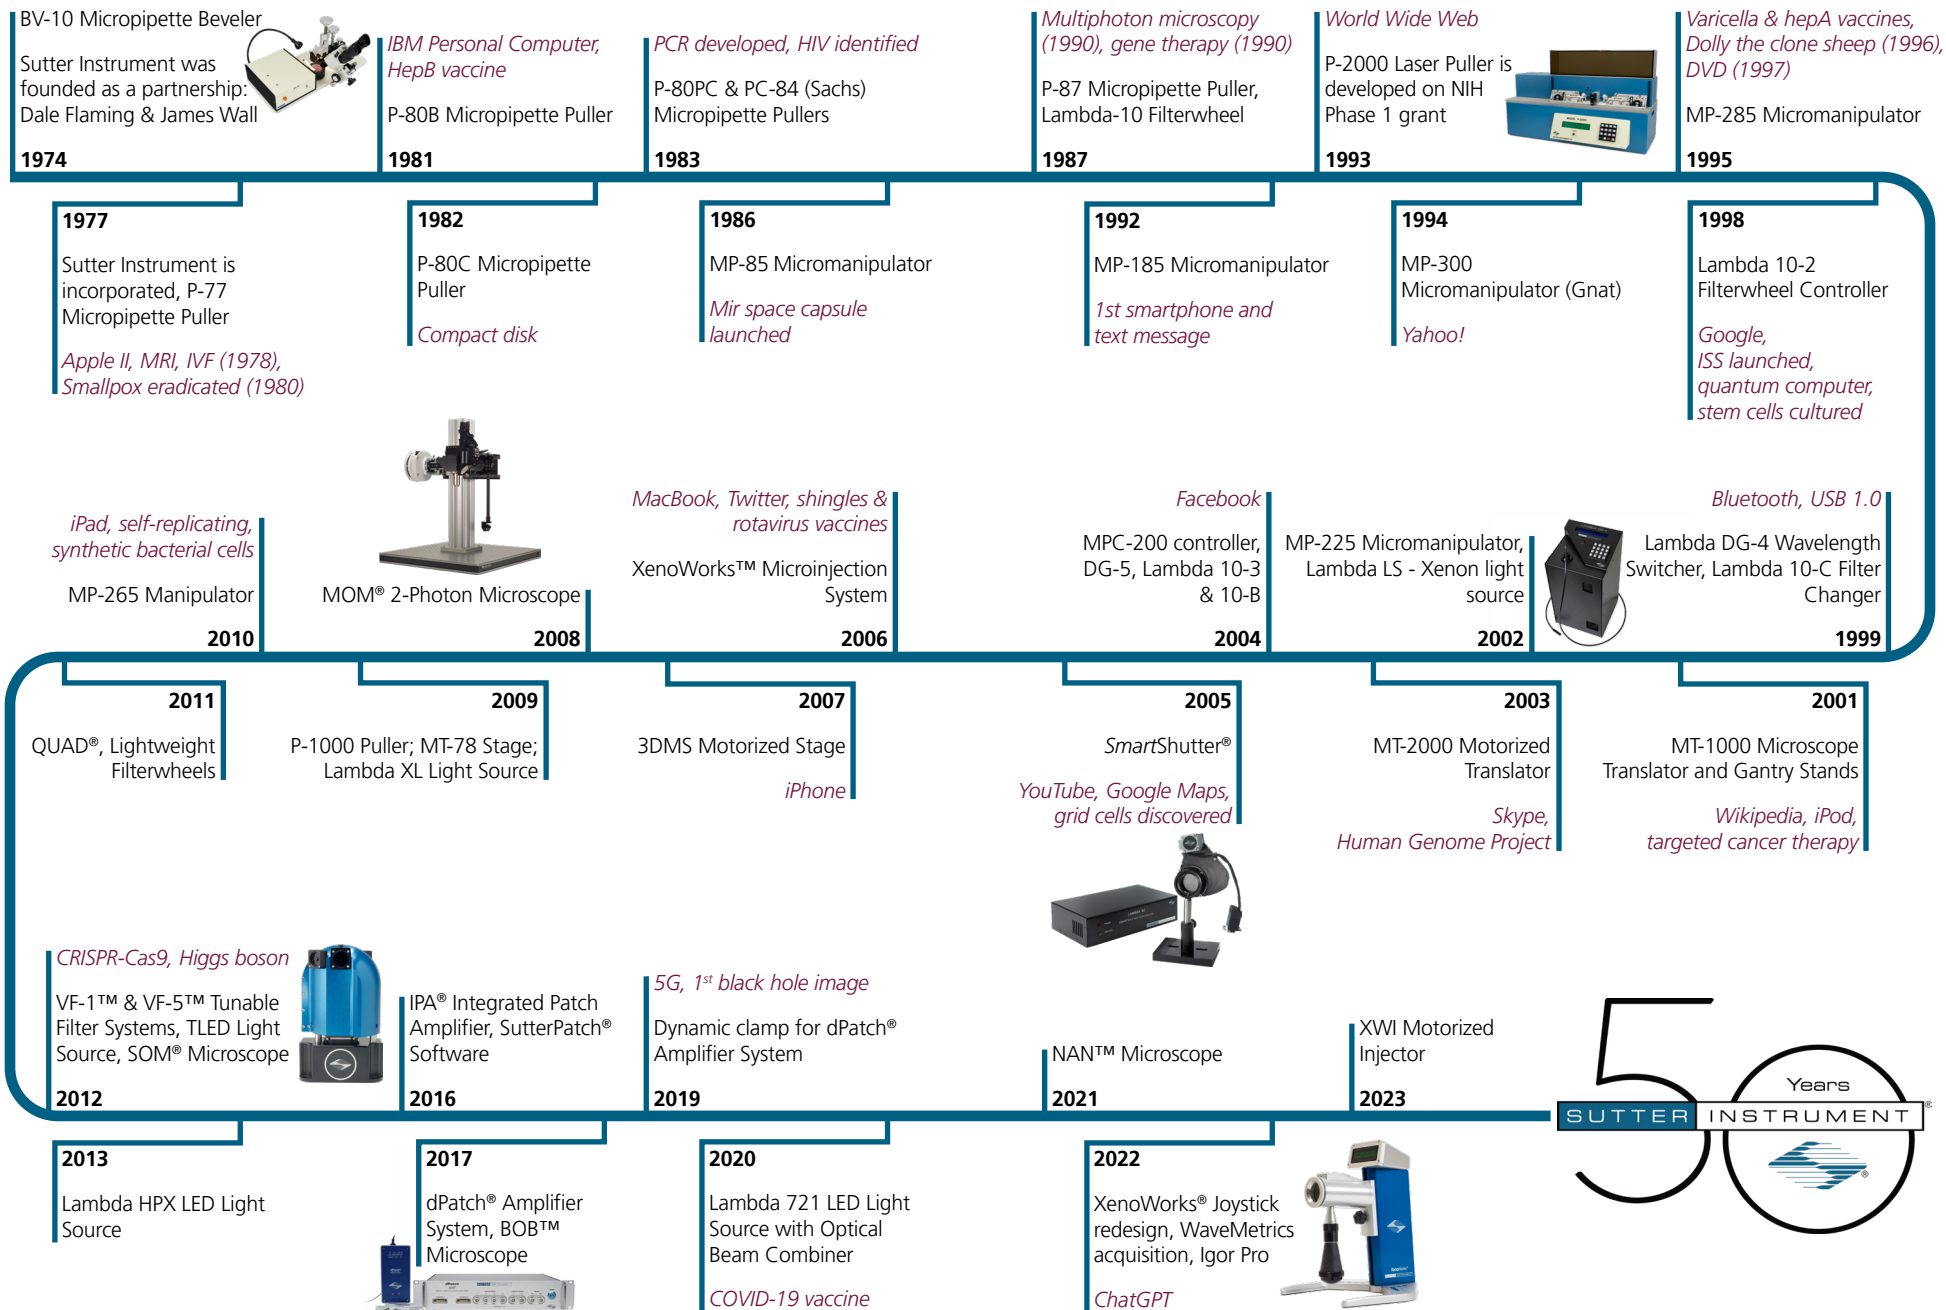 BV-10 Micropipette Beveler
Sutter Instrument was
founded as a partnership:
Dale Flaming & James Wall
1974
IBM Personal Computer,
HepB vaccine
P-80B Micropipette Puller
1981
PCR developed, HIV identified
P-80PC & PC-84 (Sachs)
Micropipette Pullers
1983
Multiphoton microscopy
(1990), gene therapy (1990)
P-87 Micropipette Puller,
Lambda-10 Filterwheel
1987
World Wide Web
P-2000 Laser Puller is
developed on NIH
Phase 1 grant
1993
Varicella & hepA vaccines,
Dolly the clone sheep (1996),
DVD (1997)
MP-285 Micromanipulator
1995
1977
Sutter Instrument is
incorporated, P-77
Micropipette Puller
Apple II, MRI, IVF (1978),
Smallpox eradicated (1980)
1982
P-80C Micropipette
Puller
Compact disk
1986
MP-85 Micromanipulator
Mir space capsule
launched
1992
MP-185 Micromanipulator
1st smartphone and
text message
1994
MP-300
Micromanipulator (Gnat)
Yahoo!
1998
Lambda 10-2
Filterwheel Controller
Google,
ISS launched,
quantum computer,
stem cells cultured
iPad, self-replicating,
synthetic bacterial cells
MP-265 Manipulator
2010
MOM® 2-Photon Microscope
2008
MacBook, Twitter, shingles &
rotavirus vaccines
XenoWorks™ Microinjection
System
2006
Facebook
MPC-200 controller,
DG-5, Lambda 10-3
& 10-B
2004
MP-225 Micromanipulator,
Lambda LS - Xenon light
source
2002
Bluetooth, USB 1.0
Lambda DG-4 Wavelength
Switcher, Lambda 10-C Filter
Changer
1999
2011
QUAD®, Lightweight
Filterwheels
2009
P-1000 Puller; MT-78 Stage;
Lambda XL Light Source
2007
3DMS Motorized Stage
iPhone
2005
SmartShutter®
YouTube, Google Maps,
grid cells discovered
2003
MT-2000 Motorized
Translator
Skype,
Human Genome Project
2001
MT-1000 Microscope
Translator and Gantry Stands
Wikipedia, iPod,
targeted cancer therapy
CRISPR-Cas9, Higgs boson
VF-1™ & VF-5™ Tunable
Filter Systems, TLED Light
Source, SOM® Microscope
2012
IPA® Integrated Patch
Amplifier, SutterPatch®
Software
2016
5G, 1st black hole image
Dynamic clamp for dPatch®
Amplifier System
2019
NAN™ Microscope
2021
XWI Motorized
Injector
2023
50
Years
SUTTER INSTRUMENT®
®
2013
Lambda HPX LED Light
Source
2017
dPatch® Amplifier
System, BOB™
Microscope
2020
Lambda 721 LED Light
Source with Optical
Beam Combiner
COVID-19 vaccine
2022
XenoWorks® Joystick
redesign, WaveMetrics
acquisition, Igor Pro
ChatGPT